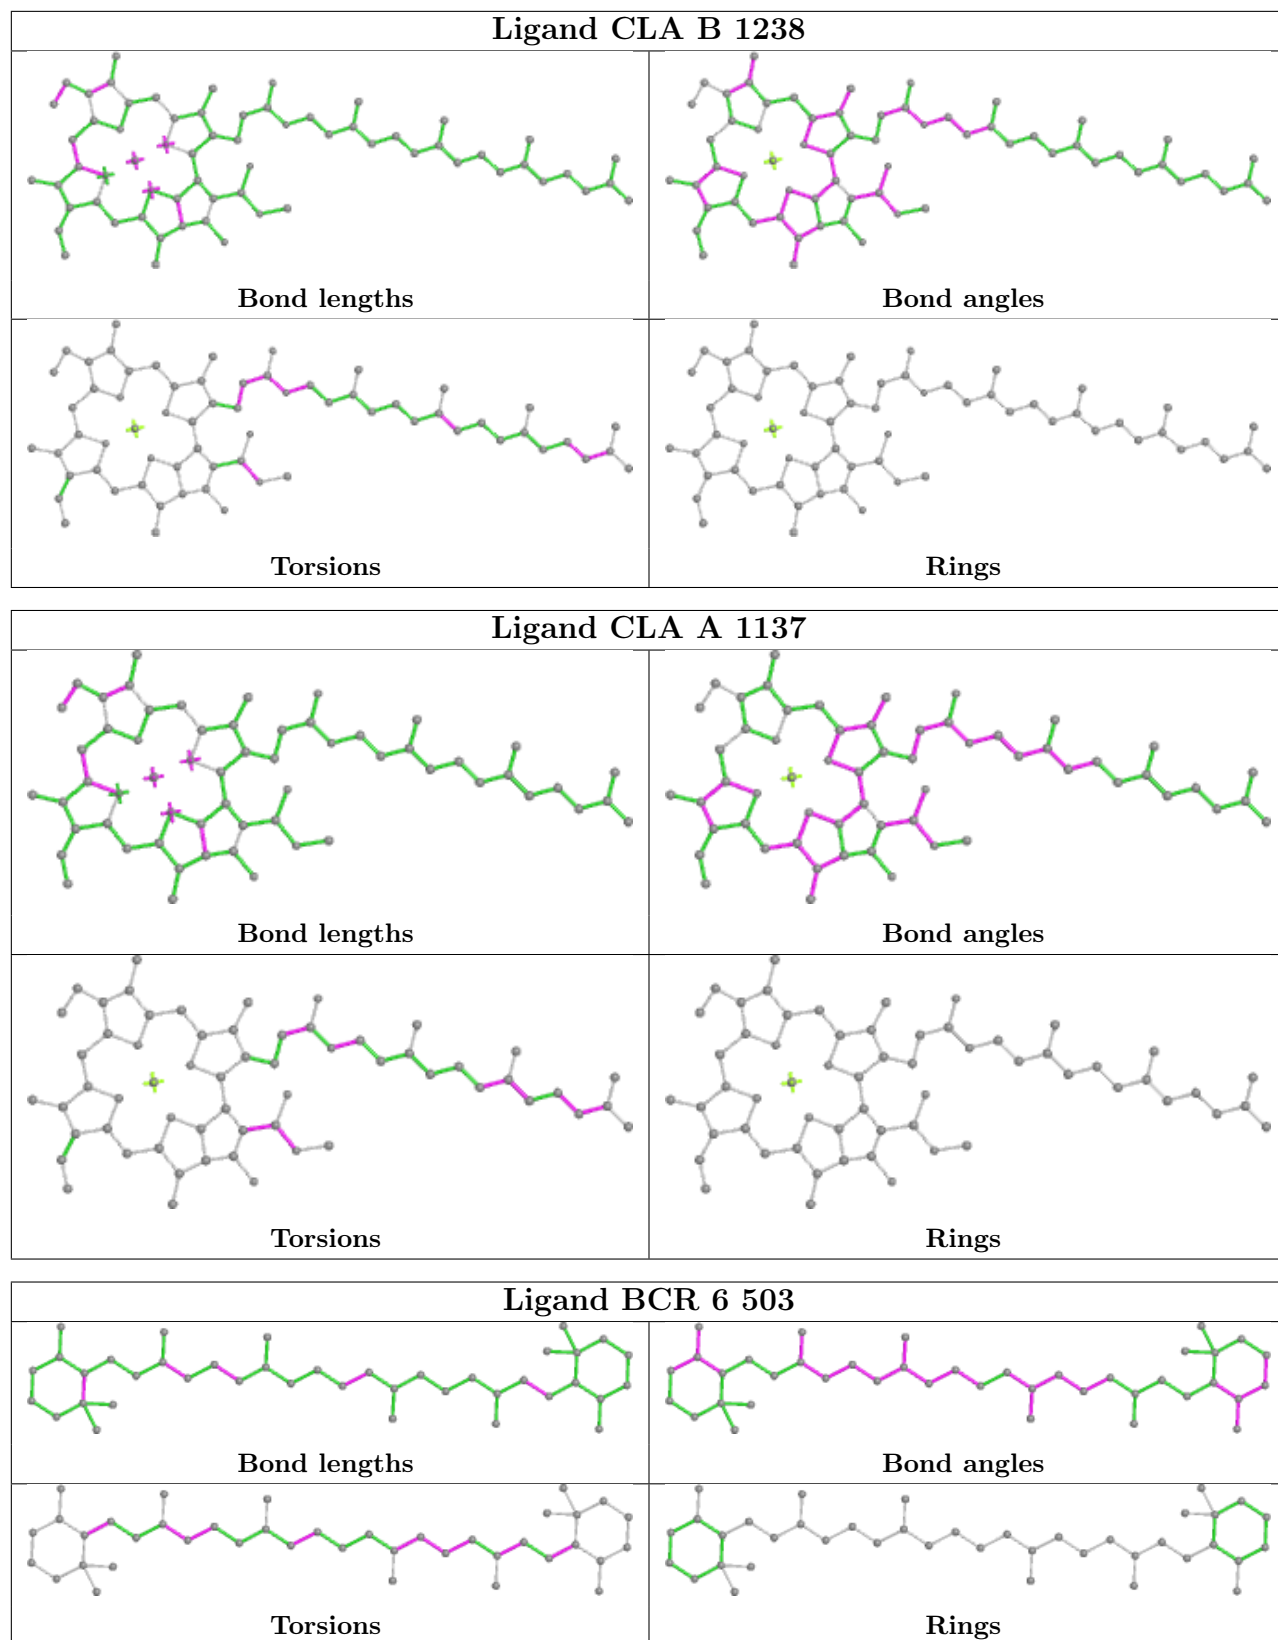 Ligand CLA B 1238
Bond lengths
Bond angles
Torsions
Rings
Ligand CLA A 1137
Bond lengths
Bond angles
Torsions
Rings
Ligand BCR 6 503
Bond lengths
Bond angles
Torsions
Rings